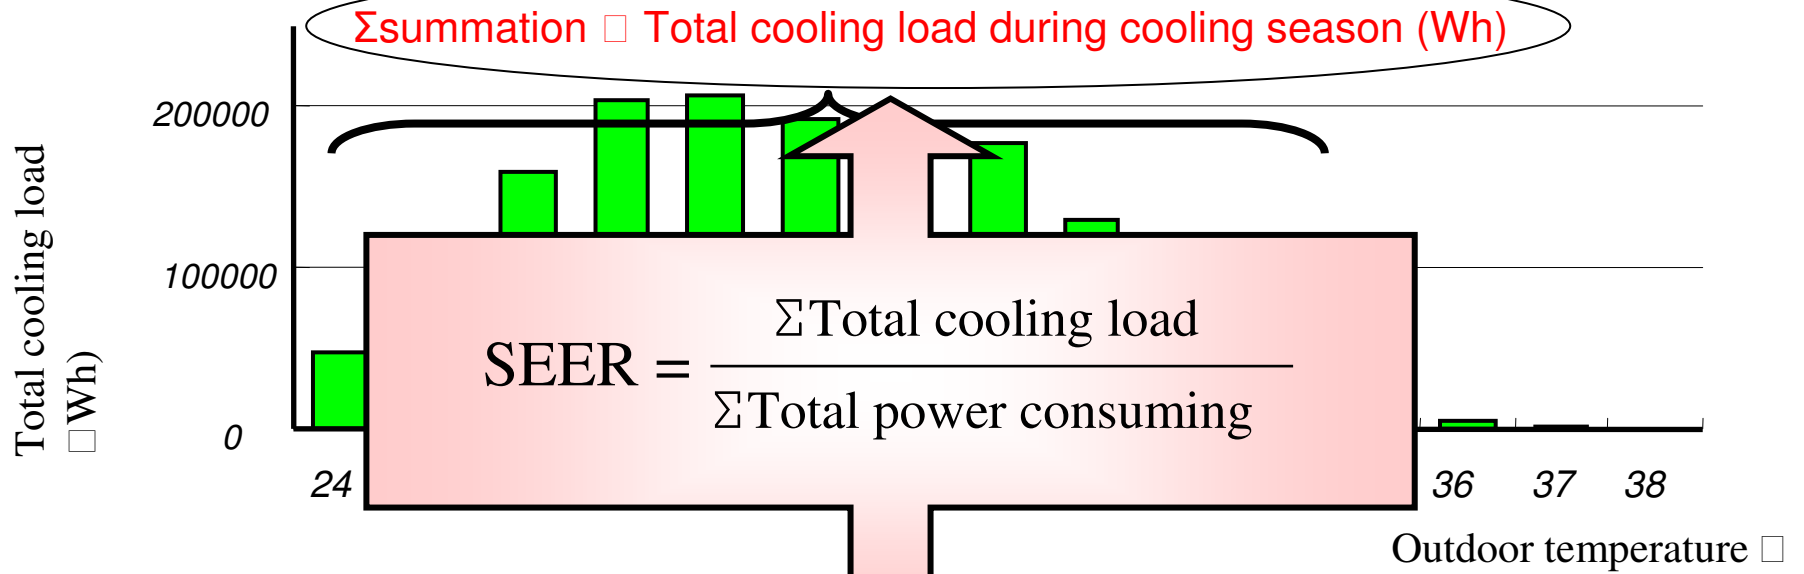 Σsummation □ Total cooling load during cooling season (Wh)
200000
100000
0
Total cooling load
□Wh)
SEER =
ΣTotal cooling load
ΣTotal power consuming
24
36
37
38
Outdoor temperature □